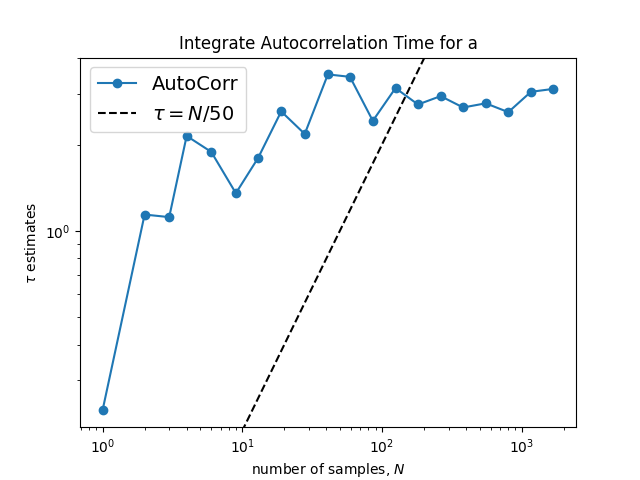 Integrate Autocorrelation Time for a
AutoCorr
τ = N/50
τ estimates
10⁰
10⁰
10¹
10²
10³
number of samples, N